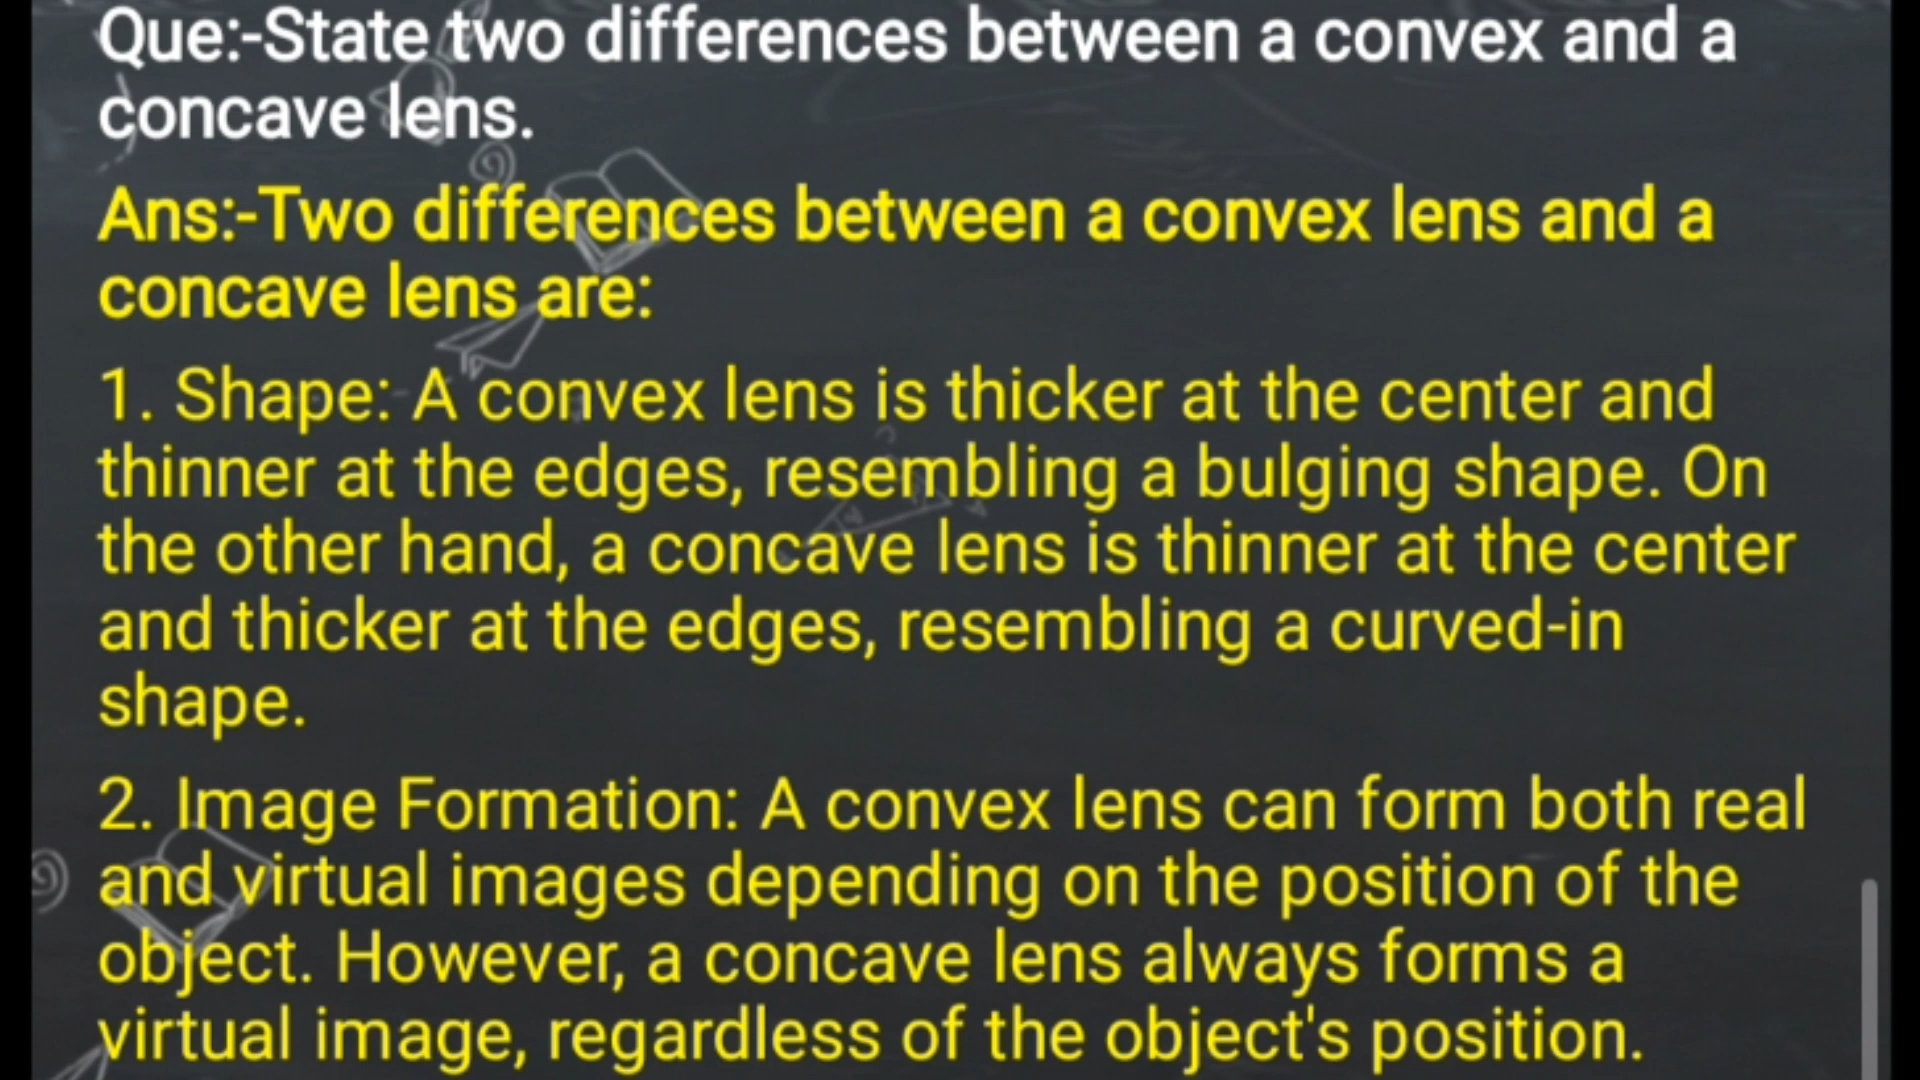 Que:-State two differences between a convex and a
concave lens.
Ans:-Two differences between a convex lens and a
concave lens are:
1. Shape: A convex lens is thicker at the center and
thinner at the edges, resembling a bulging shape. On
the other hand, a concave lens is thinner at the center
and thicker at the edges, resembling a curved-in
shape.
2. Image Formation: A convex lens can form both real
and virtual images depending on the position of the
object. However, a concave lens always forms a
virtual image, regardless of the object's position.